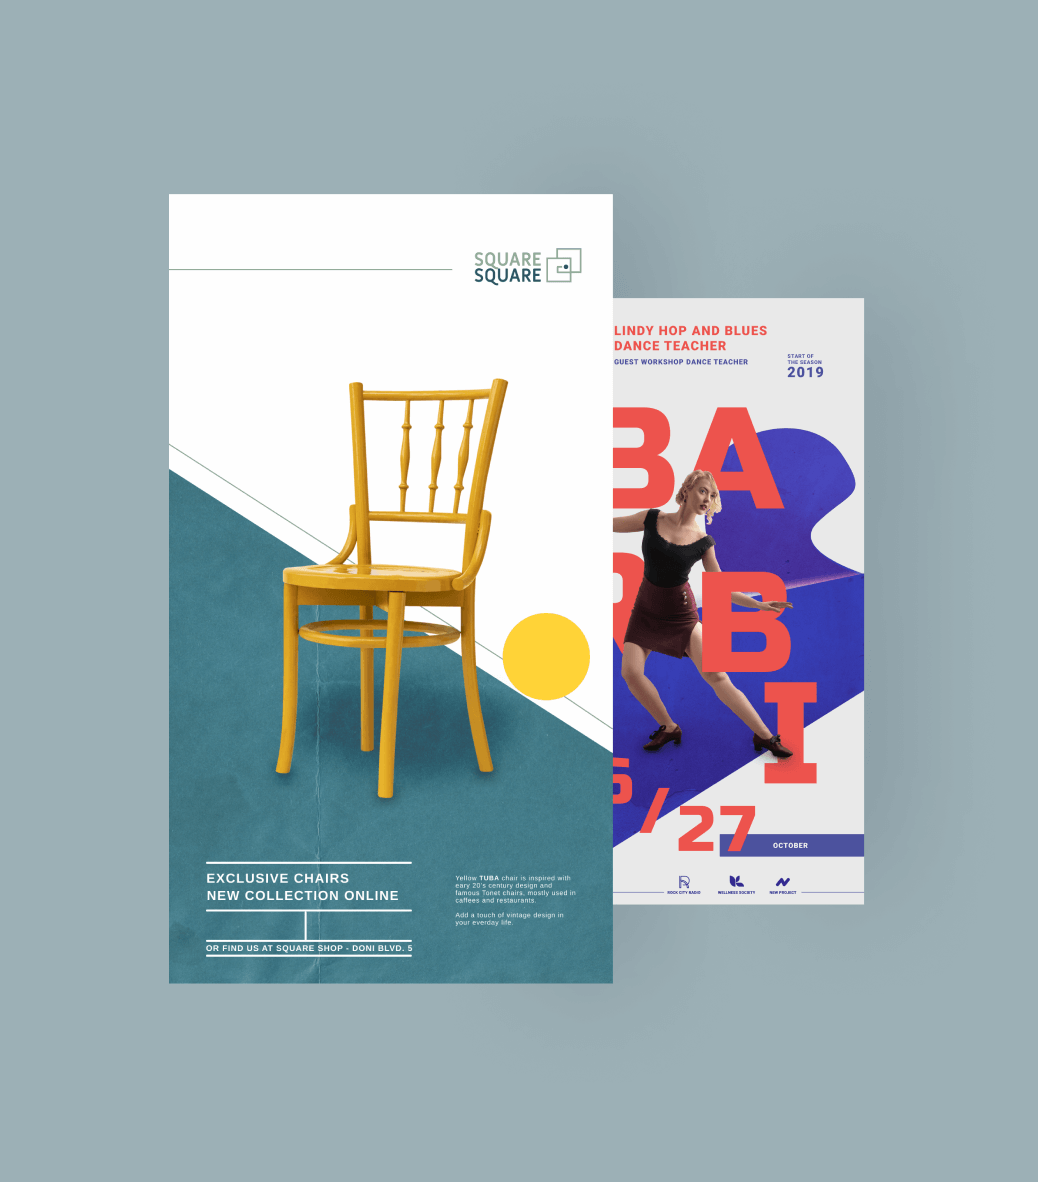 SQUARE
SQUARE
EXCLUSIVE CHAIRS
NEW COLLECTION ONLINE
OR FIND US AT SQUARE SHOP - DONI BLVD. 5
Yellow TUBA chair is inspired with
eary 20's century design and
famous Tonet chairs, mostly used in
caffees and restaurants.
Add a touch of vintage design in
your everday life.
LINDY HOP AND BLUES
DANCE TEACHER
GUEST WORKSHOP DANCE TEACHER
START OF
THE SEASON
2019
BA
B
I
6/27
OCTOBER
ROCK CITY RADIO
WELLNESS SOCIETY
NEW PROJECT